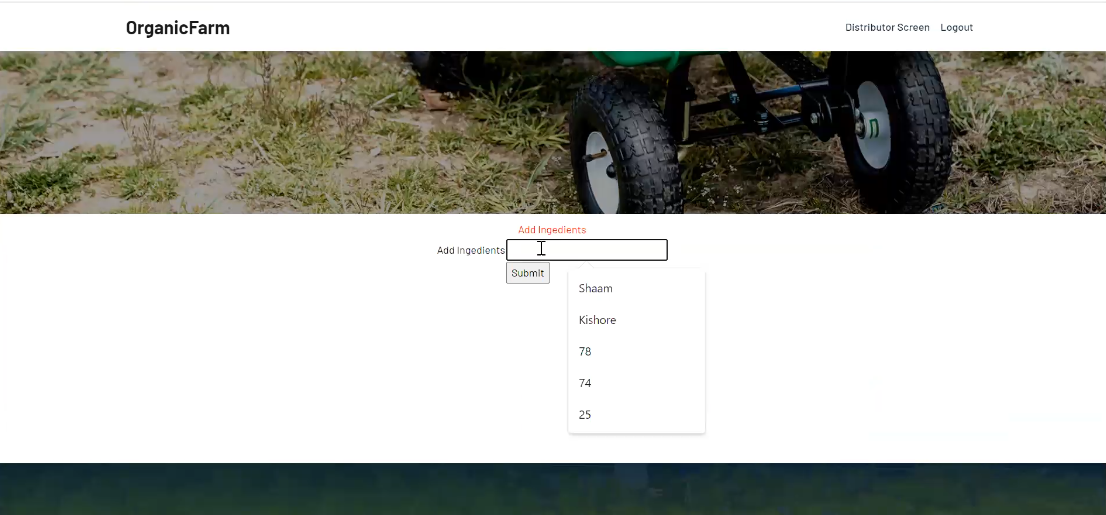 OrganicFarm
Distributor Screen Logout
Add Ingedients
Add Ingedients
Submit
Shaam
Kishore
78
74
25